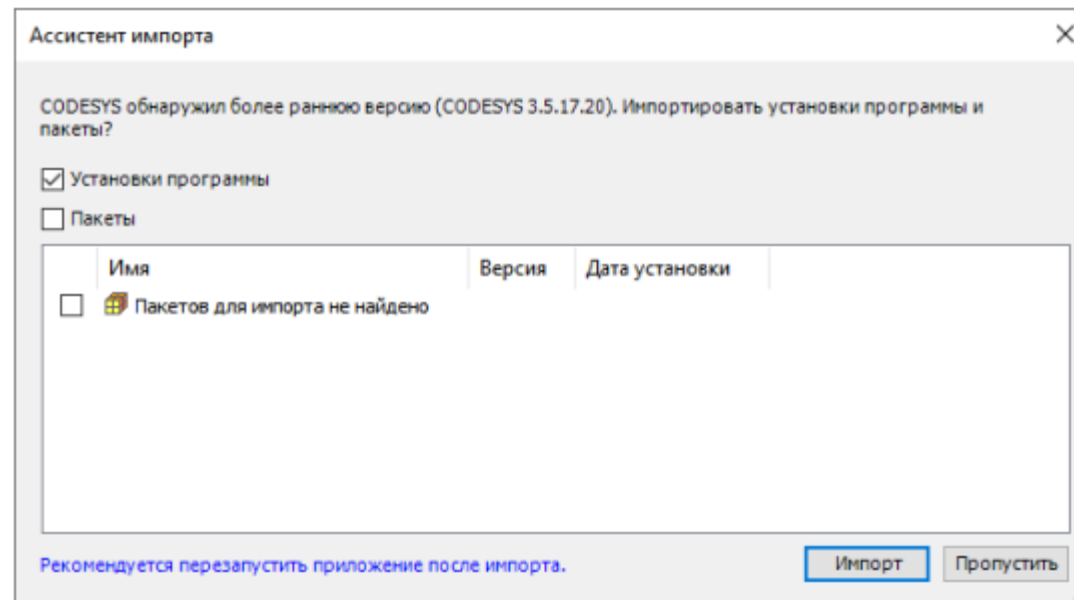 Ассистент импорта
CODESYS обнаружил более раннюю версию (CODESYS 3.5.17.20). Импортировать установки программы и
пакеты?
Установки программы
Пакеты
Имя Версия Дата установки
Пакетов для импорта не найдено
Рекомендуется перезапустить приложение после импорта. Импорт Пропустить